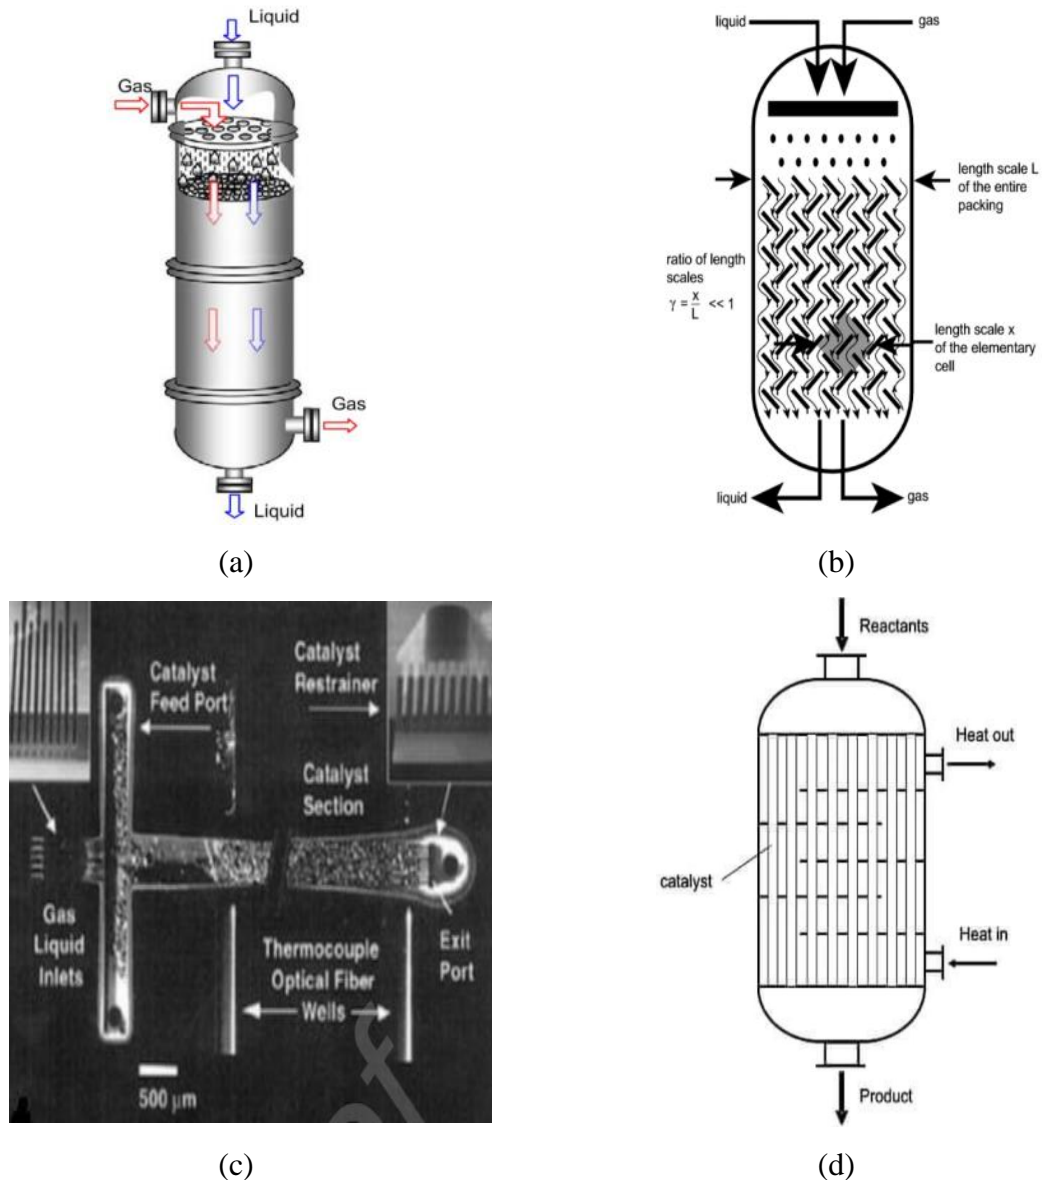 Liquid
Gas
Gas
Liquid
(a)
liquid
gas
length scale L
of the entire
packing
ratio of length
scales
γ = x/L << 1
length scale x
of the elementary
cell
liquid
gas
(b)
Catalyst
Feed Port
Catalyst
Restrainer
Catalyst
Section
Gas
Liquid
Inlets
Thermocouple
Optical Fiber
Wells
Exit
Port
500 μm
(c)
Reactants
Heat out
catalyst
Heat in
Product
(d)